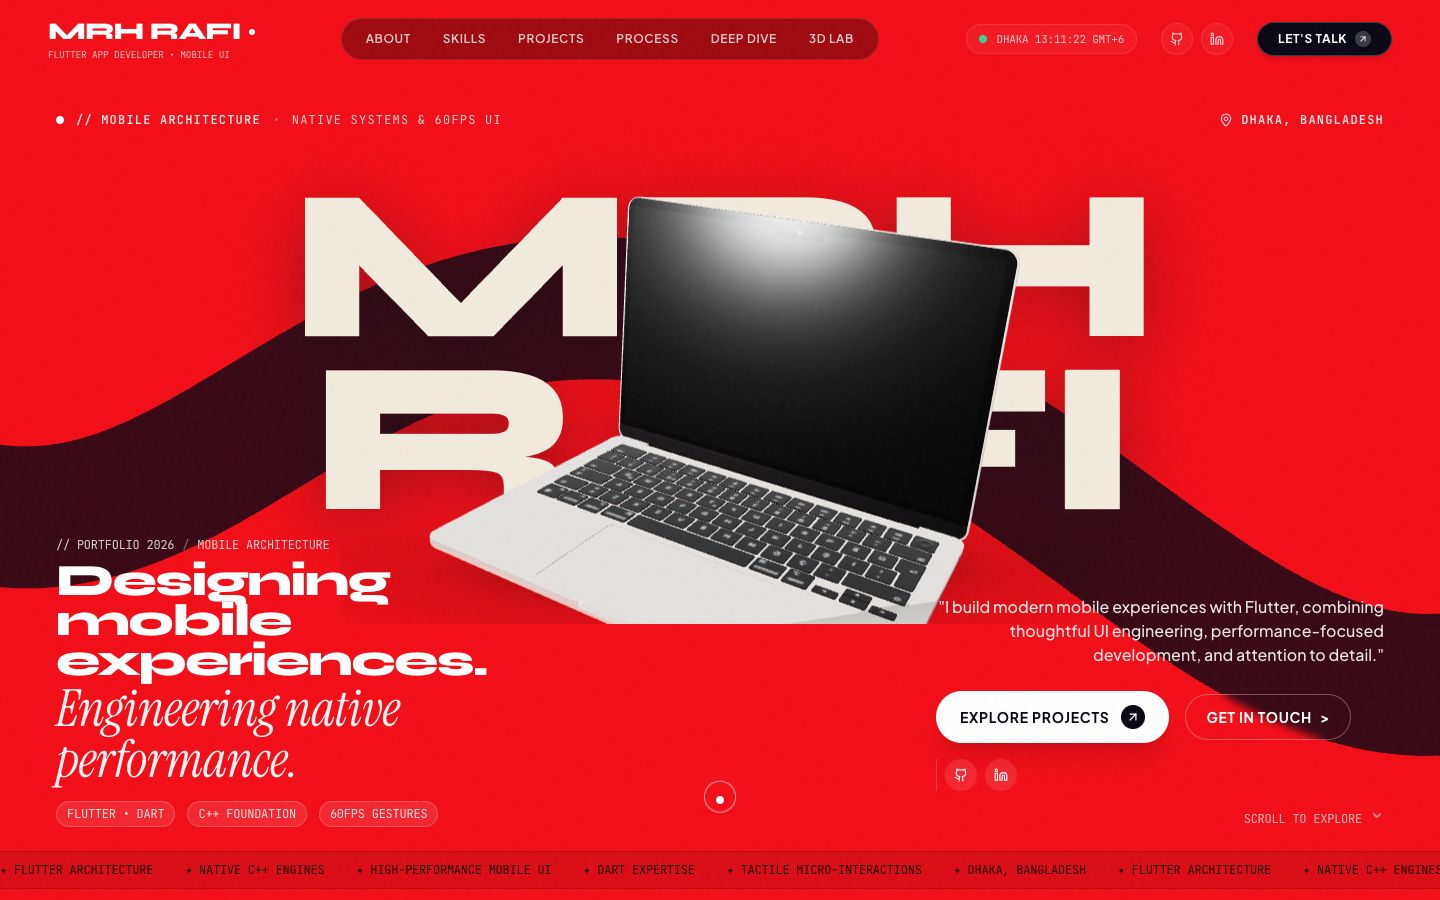 MRH RAFI
FLUTTER APP DEVELOPER • MOBILE UI
ABOUT
SKILLS
PROJECTS
PROCESS
DEEP DIVE
3D LAB
DHAKA 13:11:22 GMT+6
LET'S TALK
// MOBILE ARCHITECTURE · NATIVE SYSTEMS & 60FPS UI
DHAKA, BANGLADESH
MRH
R FI
// PORTFOLIO 2026 / MOBILE ARCHITECTURE
Designing
mobile
experiences.
Engineering native
performance.
FLUTTER • DART
C++ FOUNDATION
60FPS GESTURES
"I build modern mobile experiences with Flutter, combining
thoughtful UI engineering, performance-focused
development, and attention to detail."
EXPLORE PROJECTS
GET IN TOUCH >
SCROLL TO EXPLORE
✦ FLUTTER ARCHITECTURE ✦ NATIVE C++ ENGINES ✦ HIGH-PERFORMANCE MOBILE UI ✦ DART EXPERTISE ✦ TACTILE MICRO-INTERACTIONS ✦ DHAKA, BANGLADESH ✦ FLUTTER ARCHITECTURE ✦ NATIVE C++ ENGINES